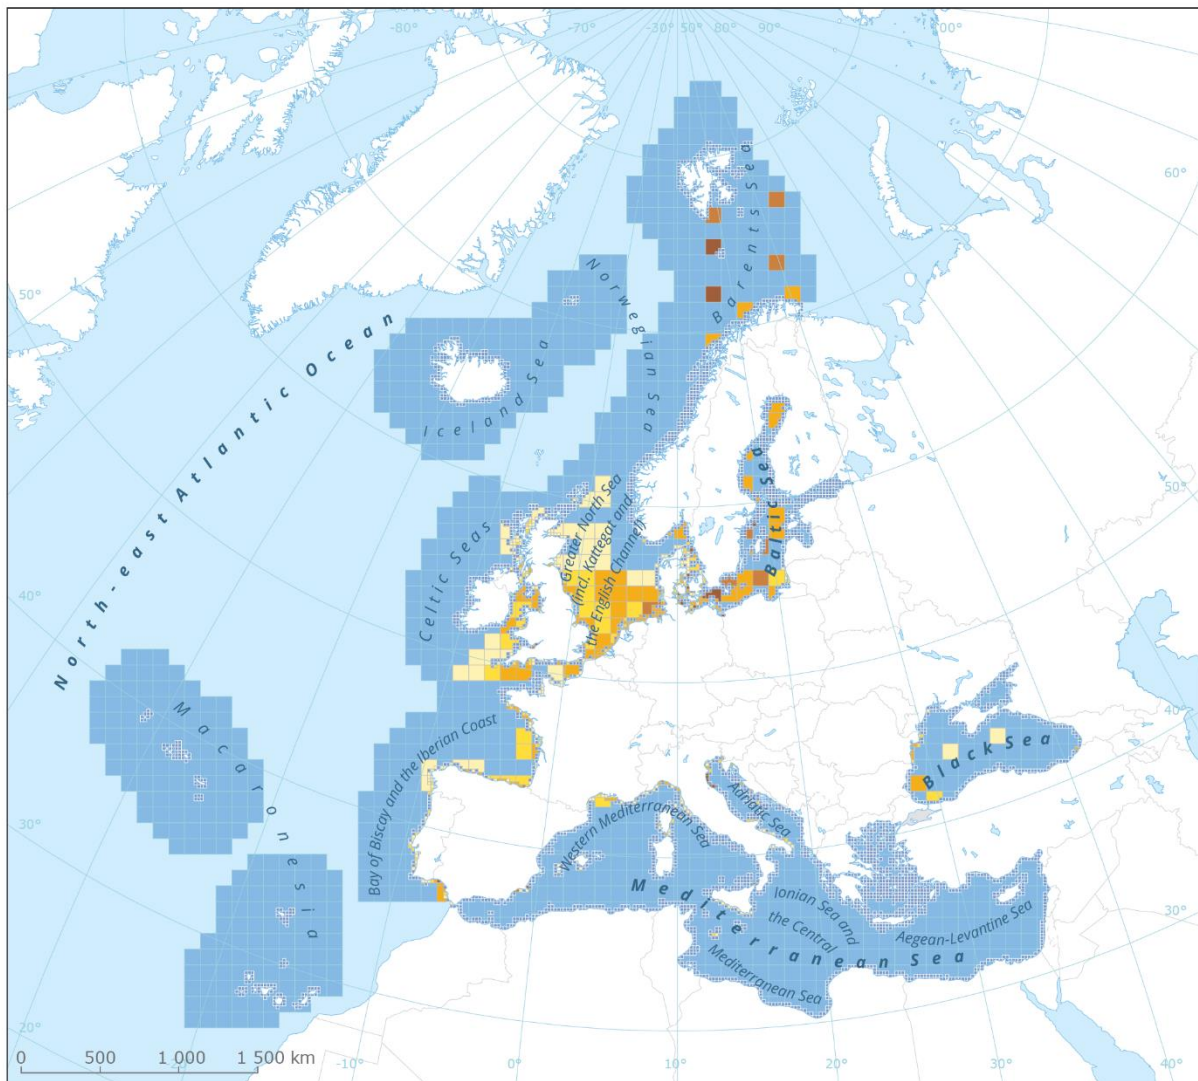 -80°
-70°
-30°
50°
80°
90°
60°
50°
50°
40°
40°
30°
30°
20°
-10°
0°
10°
20°
30°
40°
Barents Sea
Norwegian Sea
Iceland Sea
North-east Atlantic Ocean
Celtic Seas
Greater North Sea
(incl. Kattegat and
the English Channel)
Baltic Sea
Macaronesia
Bay of Biscay and the Iberian Coast
Black Sea
Adriatic Sea
Western Mediterranean Sea
Mediterranean Sea
Ionian Sea and
the Central
Mediterranean Sea
Aegean-Levantine Sea
0 500 1 000 1 500 km